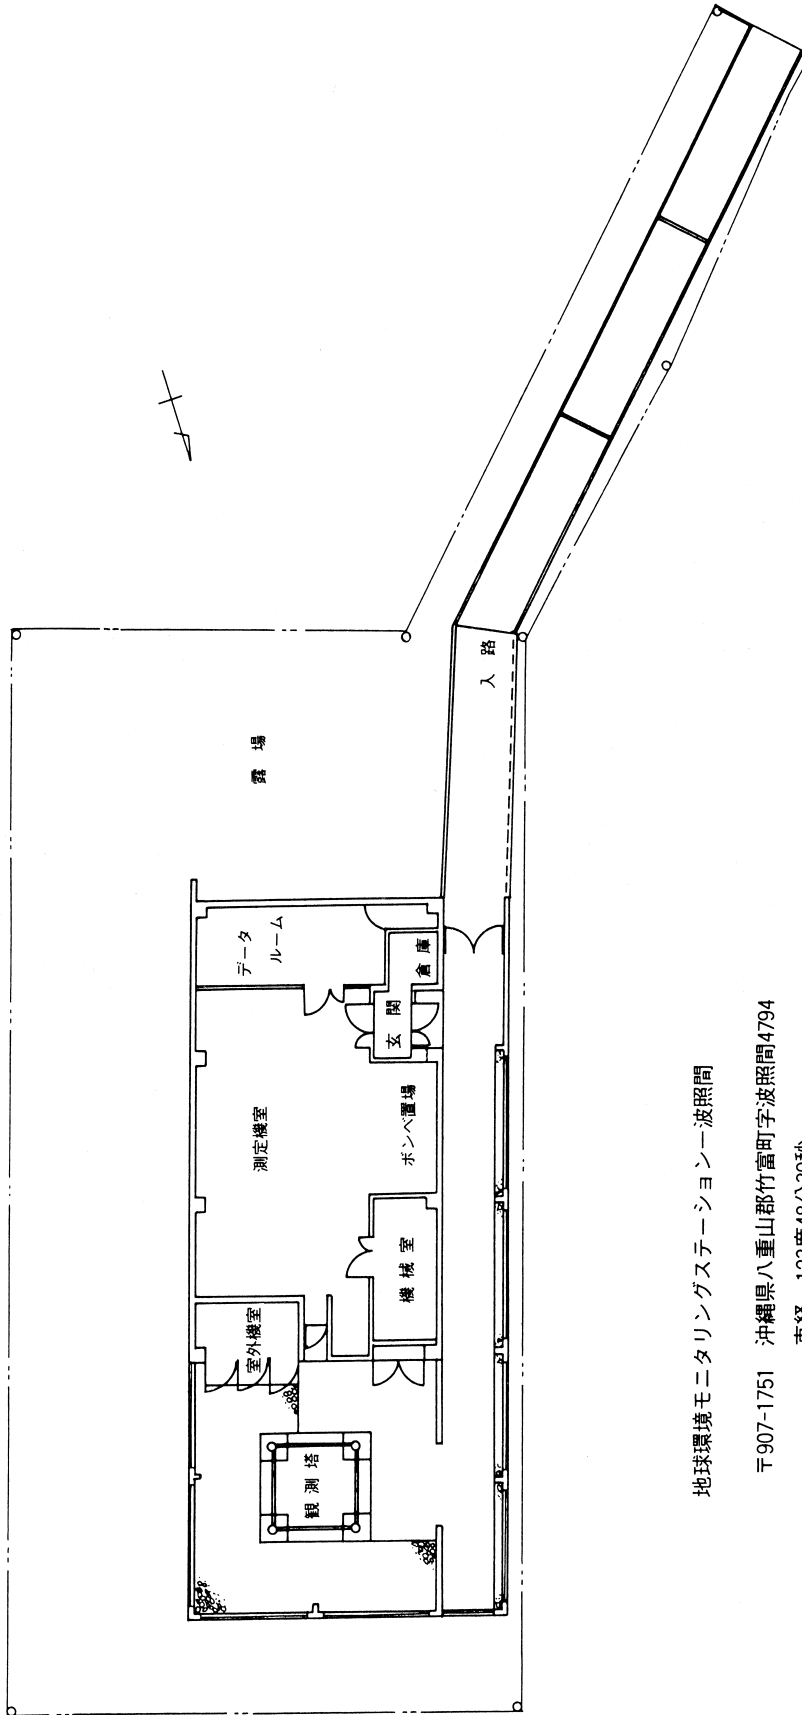 入路
露場
データ
ルーム
倉庫
玄関
測定機室
ボンベ置場
機械室
室外機室
観測塔
地球環境モニタリングステーションー波照間
〒907-1751 沖縄県八重山郡竹富町字波照間4794